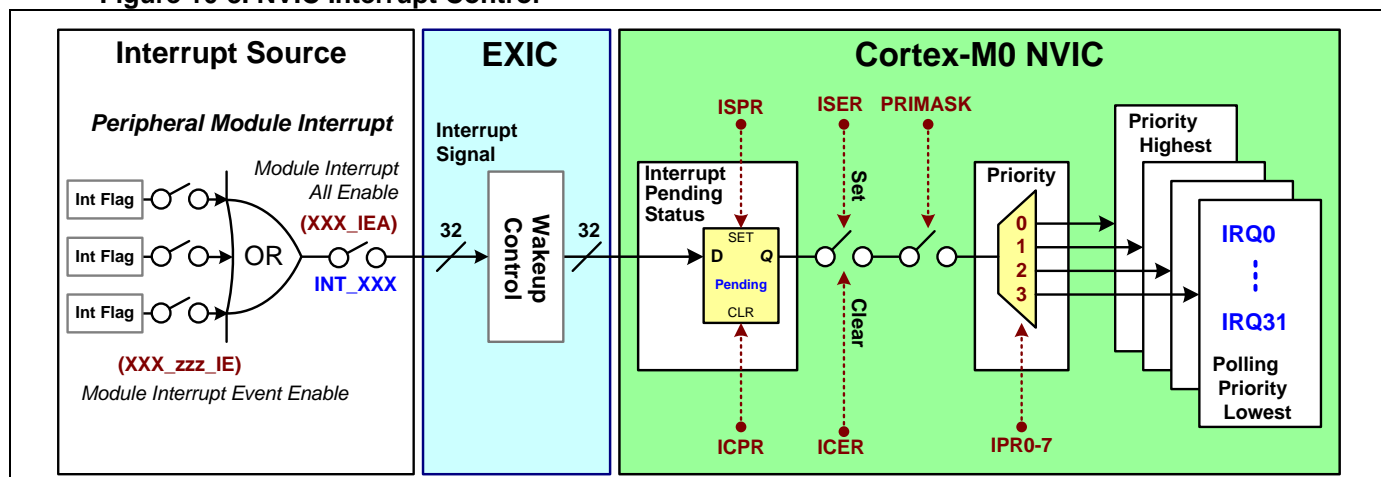 Figure 10-3. NVIC Interrupt Control
Interrupt Source
EXIC
Cortex-M0 NVIC
Peripheral Module Interrupt
Module Interrupt
All Enable
(XXX_IEA)
Int Flag
Int Flag
Int Flag
OR
INT_XXX
(XXX_zzz_IE)
Module Interrupt Event Enable
Interrupt
Signal
32
Wakeup
Control
32
ISPR
ISER
PRIMASK
Interrupt
Pending
Status
SET
D
Q
Pending
CLR
Set
Clear
ICPR
ICER
Priority
0
1
2
3
IPR0-7
Priority
Highest
IRQ0
IRQ31
Polling
Priority
Lowest